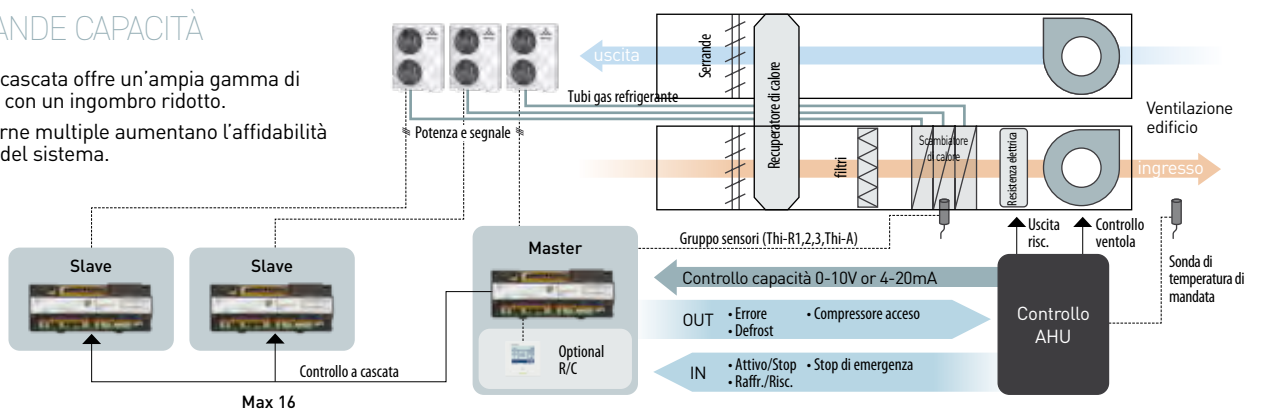 ANDE CAPACITÀ
cascata offre un'ampia gamma di
con un ingombro ridotto.
rne multiple aumentano l'affidabilità
del sistema.
uscita
Serrande
Recuperatore di calore
Tubi gas refrigerante
Potenza e segnale
filtri
Scambiatore
di calore
Resistenza elettrica
Ventilazione
edificio
ingresso
Slave
Slave
Master
Gruppo sensori (Thi-R1,2,3,Thi-A)
Uscita
risc.
Controllo
ventola
Sonda di
temperatura di
mandata
Controllo capacità 0-10V or 4-20mA
OUT
• Errore
• Compressore acceso
• Defrost
Controllo
AHU
Optional
R/C
IN
• Attivo/Stop
• Stop di emergenza
• Raffr./Risc.
Controllo a cascata
Max 16